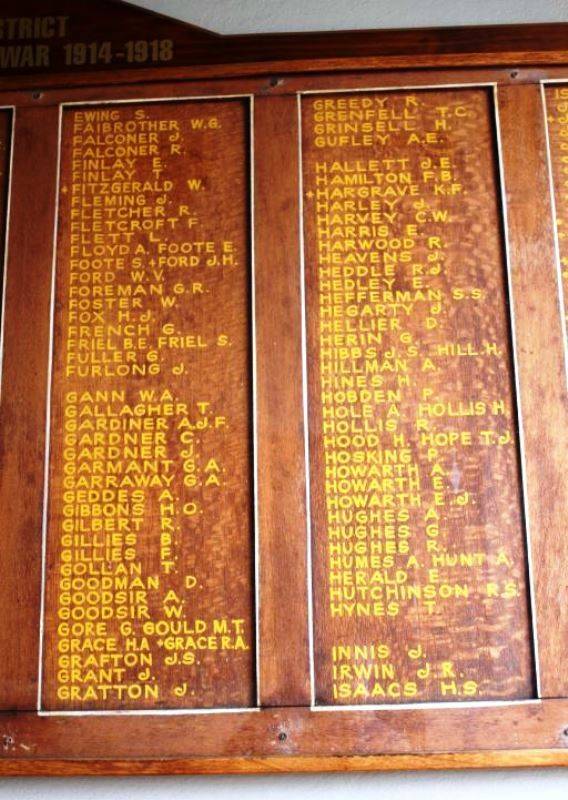 STRICT
WAR 1914-1918
EWING S.
FAIBROTHER W.G.
FALCONER J.
FALCONER R.
FINLAY E.
FINLAY T.
+FITZGERALD W.
FLEMING J.
FLETCHER R.
FLETCROFT F.
FLETT L.
FLOYD A. FOOTE E.
FOOTE S. +FORD J.H.
FORD W.V.
FOREMAN G.R.
FOSTER W.
FOX H.J.
FRENCH G.
FRIEL B.E. FRIEL S.
FULLER G.
FURLONG J.
GANN W.A.
GALLAGHER T.
GARDINER A.J.F.
GARDNER C.
GARDNER J.
GARMANT G.A.
GARRAWAY G.A.
GEDDES A.
GIBBONS H.O.
GILBERT R.
GILLIES B.
GILLIES F.
GOLLAN T.
GOODMAN D.
GOODSIR A.
GOODSIR W.
GORE G. GOULD M.T.
GRACE H.A +GRACE R.A.
GRAFTON J.S.
GRANT J.
GRATTON J.
GREEDY R.
GRENFELL T.C.
GRINSELL H.
GUFLEY A.E.
HALLETT J.E.
HAMILTON F.B.
+HARGRAVE K.F.
HARLEY J.
HARVEY C.W.
HARRIS E.
HARWOOD R.
HEAVENS J.
HEDDLE R.J.
HEDLEY E.
HEFFERMAN S.S.
HEGARTY J.
HELLIER D.
HERIN G.
HIBBS J.S. HILL.H.
HILLMAN A.
HINES H.
HOBDEN P.
HOLE A. HOLLIS H.
HOLLIS R.
HOOD H. HOPE T.J.
HOSKING P.
HOWARTH A.
HOWARTH E.
HOWARTH E.J.
HUGHES A.
HUGHES G.
HUGHES R.
HUMES A. HUNT A.
HERALD E.
HUTCHINSON R.S.
HYNES T.
INNIS J.
IRWIN J.R.
ISAACS H.S.